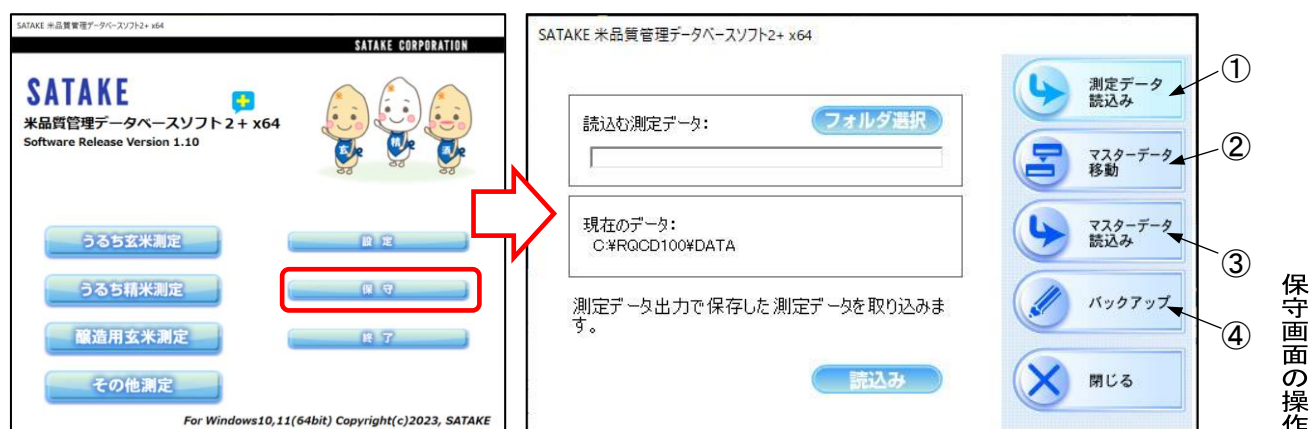 SATAKE 米品質管理データベースソフト2+ x64
SATAKE CORPORATION
SATAKE
米品質管理データベースソフト2+ x64
Software Release Version 1.10
玄
精
うるち玄米測定
設 定
うるち精米測定
保 守
醸造用玄米測定
終 了
その他測定
For Windows10,11(64bit) Copyright(c)2023, SATAKE
SATAKE 米品質管理データベースソフト2+ x64
読込む測定データ:
フォルダ選択
現在のデータ:
C:¥RQCD100¥DATA
測定データ出力で保存した測定データを取り込みま
す。
読込み
測定データ
読込み
①
マスターデータ
移動
②
マスターデータ
読込み
③
バックアップ
④
閉じる
保守画面の操作